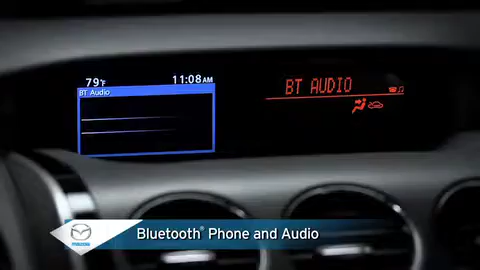 79°F 11:08AM
BT Audio
BT AUDIO
Bluetooth® Phone and Audio